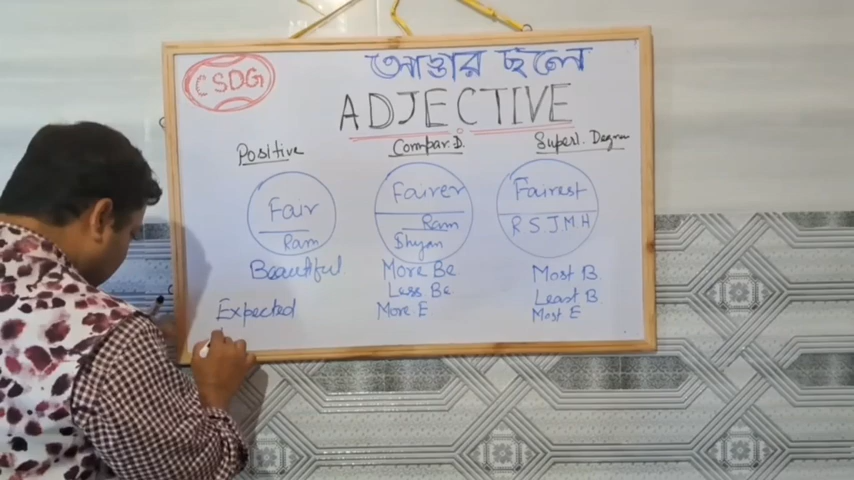 CSDG
আড্ডার ছলে
ADJECTIVE
Positive Compar. D. Superl. Degree
Fair Fairer Fairest
Ram Ram R S J M H
Shyam
Beautiful More Be Most B
Less Be Least B
Expected More E Most E